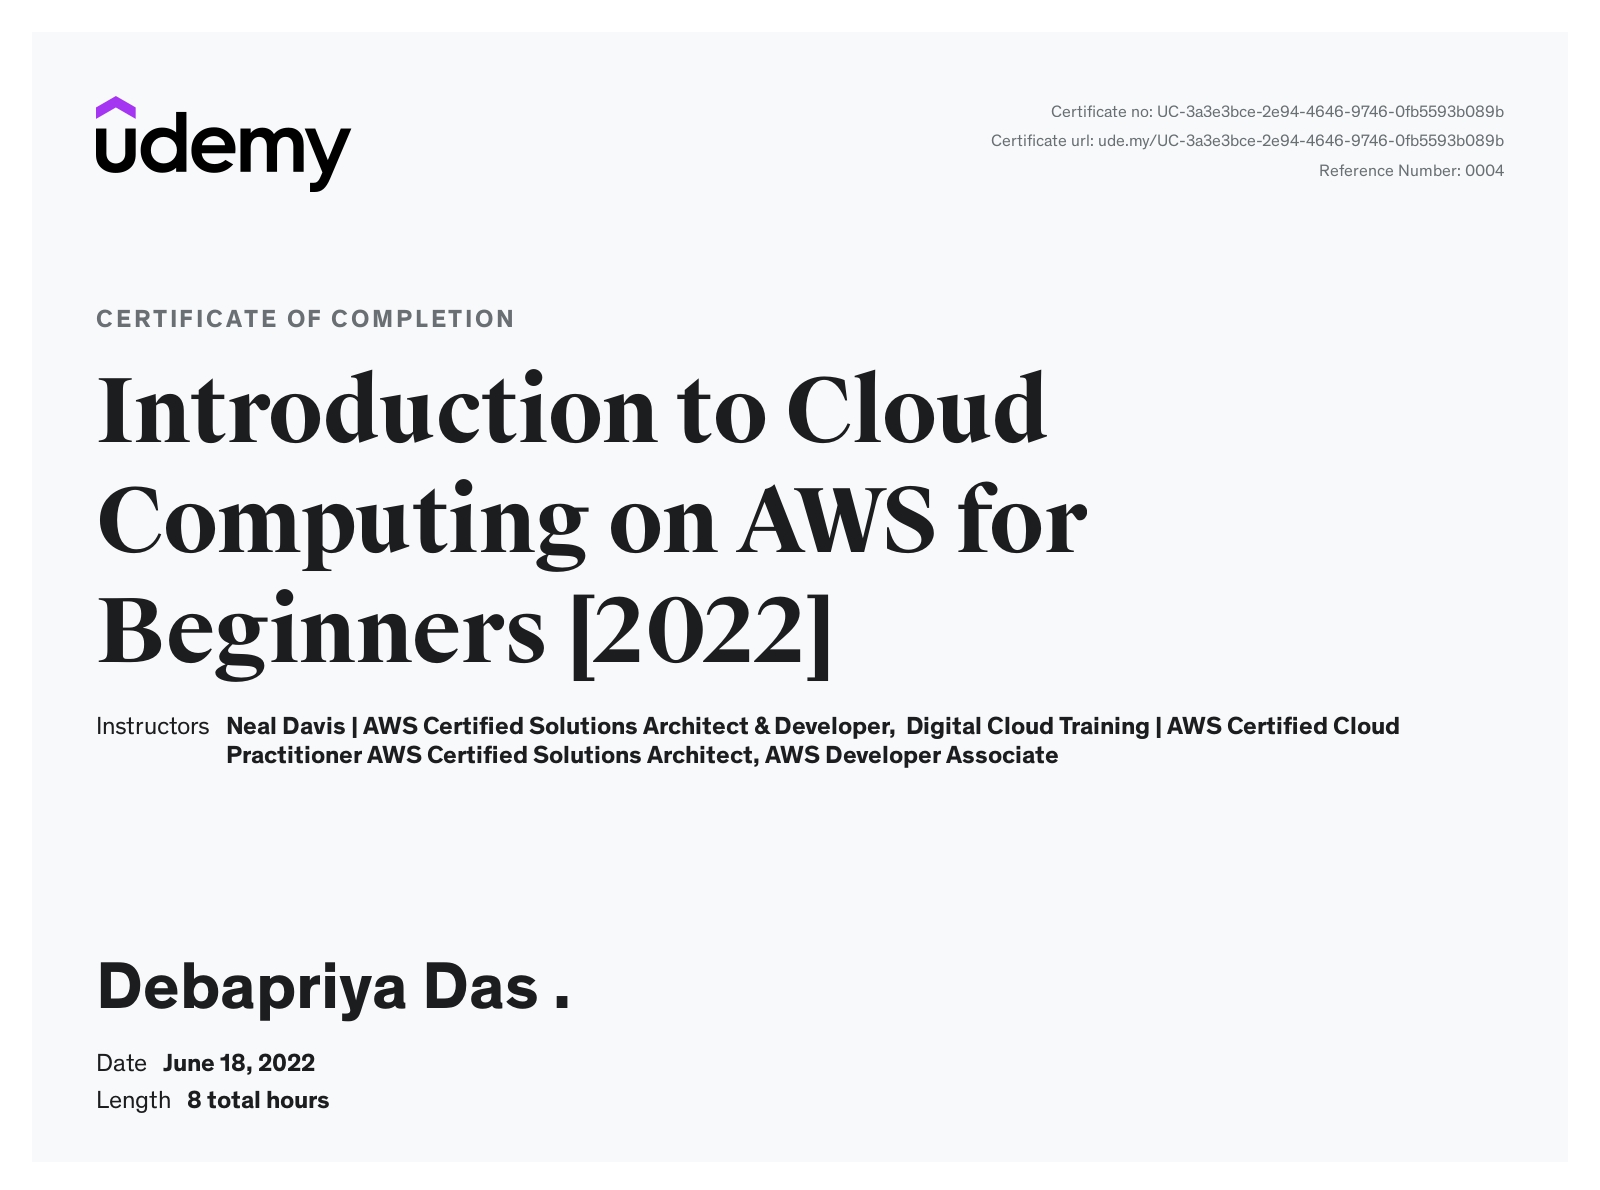 udemy
Certificate no: UC-3a3e3bce-2e94-4646-9746-0fb5593b089b
Certificate url: ude.my/UC-3a3e3bce-2e94-4646-9746-0fb5593b089b
Reference Number: 0004
CERTIFICATE OF COMPLETION
Introduction to Cloud
Computing on AWS for
Beginners [2022]
Instructors Neal Davis | AWS Certified Solutions Architect & Developer, Digital Cloud Training | AWS Certified Cloud
Practitioner AWS Certified Solutions Architect, AWS Developer Associate
Debapriya Das .
Date June 18, 2022
Length 8 total hours